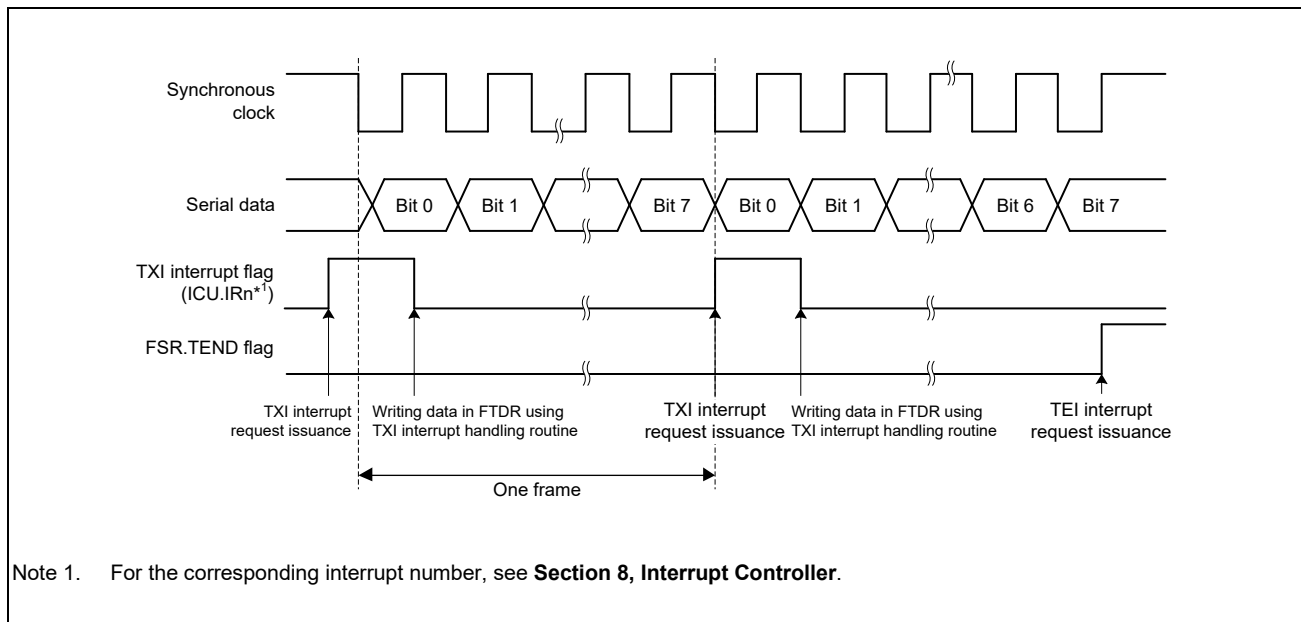 Synchronous
clock
Serial data
Bit 0
Bit 1
Bit 7
Bit 0
Bit 1
Bit 6
Bit 7
TXI interrupt flag
(ICU.IRn*1)
FSR.TEND flag
TXI interrupt
request issuance
Writing data in FTDR using
TXI interrupt handling routine
TXI interrupt
request issuance
Writing data in FTDR using
TXI interrupt handling routine
TEI interrupt
request issuance
One frame
Note 1. For the corresponding interrupt number, see Section 8, Interrupt Controller.